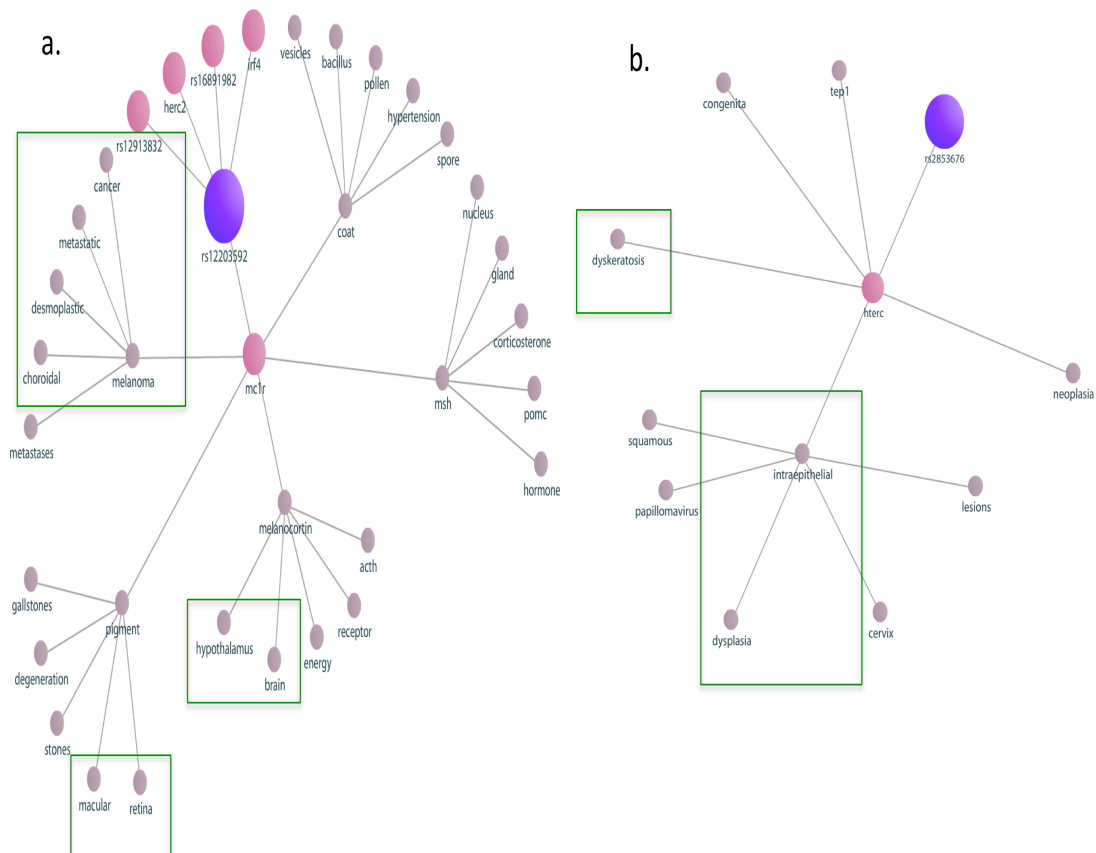 a.
rs12913832
herc2
rs16891982
irf4
vesicles
bacillus
pollen
hypertension
spore
rs12203592
coat
cancer
metastatic
desmoplastic
choroidal
melanoma
metastases
mc1r
nucleus
gland
corticosterone
msh
pomc
hormone
melanocortin
acth
receptor
energy
hypothalamus
brain
pigment
gallstones
degeneration
stones
macular
retina
b.
congenita
tep1
rs2853676
dyskeratosis
hterc
neoplasia
squamous
intraepithelial
papillomavirus
lesions
dysplasia
cervix